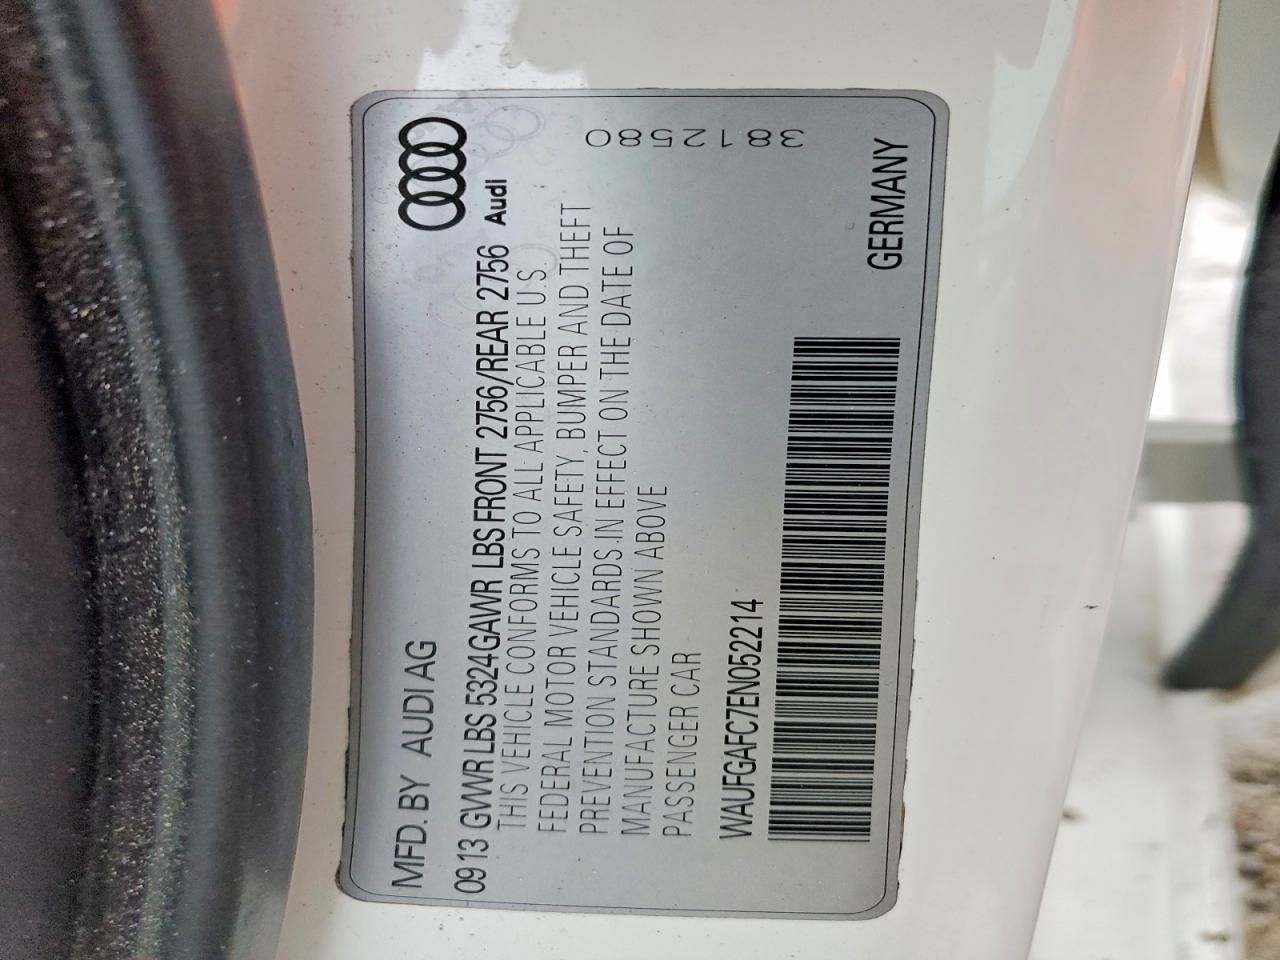 MFD. BY AUDI AG
0913 GVWR LBS 5324 GAWR LBS FRONT 2756/REAR 2756 Audi
THIS VEHICLE CONFORMS TO ALL APPLICABLE U.S.
FEDERAL MOTOR VEHICLE SAFETY, BUMPER AND THEFT
PREVENTION STANDARDS IN EFFECT ON THE DATE OF
MANUFACTURE SHOWN ABOVE
PASSENGER CAR
WAUFGAFC7EN052214
3812580
GERMANY